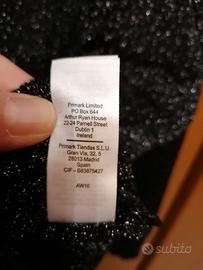 Primark Limited
PO Box 644
Arthur Ryan House
22-24 Parnell Street
Dublin 1
Ireland
Primark Tiendas S.L.U.
Gran Via, 32, 5
28013 Madrid
Spain
CIF - B83875427
AW16
subito